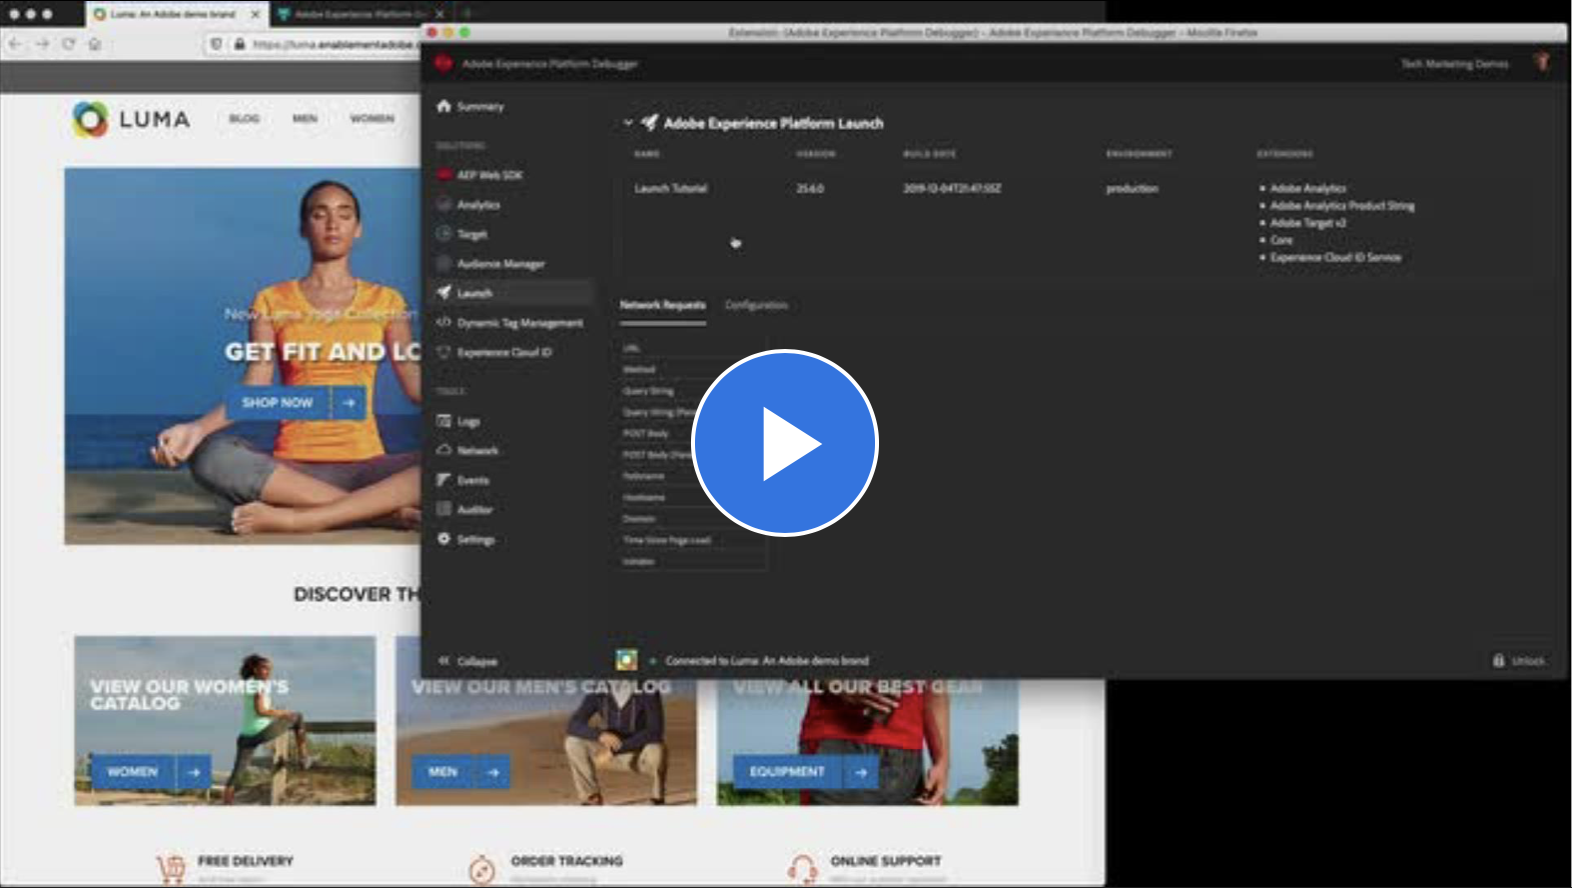 Luma: An Adobe demo brand
Adobe Experience Platform D
https://luma.enablementadobe.c
Extension: (Adobe Experience Platform Debugger) - Adobe Experience Platform Debugger - Mozilla Firefox
Adobe Experience Platform Debugger
Tech Marketing Demos
LUMA
BLOG
MEN
WOMEN
New Luma Yoga Collection
GET FIT AND LO
SHOP NOW
DISCOVER TH
VIEW OUR WOMEN'S
CATALOG
WOMEN
VIEW OUR MEN'S CATALOG
MEN
VIEW ALL OUR BEST GEAR
EQUIPMENT
FREE DELIVERY
ORDER TRACKING
ONLINE SUPPORT
Summary
SOLUTIONS
AEP Web SDK
Analytics
Target
Audience Manager
Launch
Dynamic Tag Management
Experience Cloud ID
TOOLS
Logs
Network
Events
Auditor
Settings
Collapse
Adobe Experience Platform Launch
NAME
VERSION
BUILD DATE
ENVIRONMENT
EXTENSIONS
Launch Tutorial
25.6.0
2019-12-04T21:47:55Z
production
Adobe Analytics
Adobe Analytics Product String
Adobe Target v2
Core
Experience Cloud ID Service
Network Requests
Configuration
URL
Method
Query String
Query String (Pars
POST Body
POST Body (Pars
Pathname
Hostname
Domain
Time Since Page Load
Initiator
Connected to Luma: An Adobe demo brand
Unlock